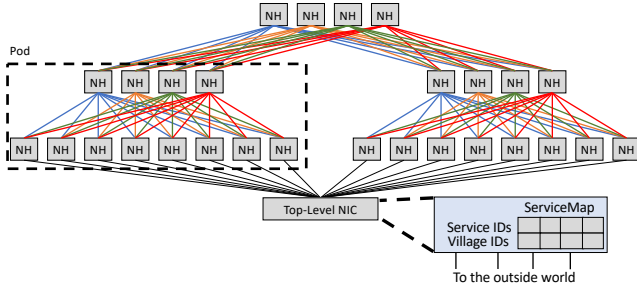 NH NH NH NH
Pod
NH NH NH NH NH NH NH NH
NH NH NH NH NH NH NH NH NH NH NH NH NH NH NH NH
Top-Level NIC
ServiceMap
Service IDs
Village IDs
To the outside world